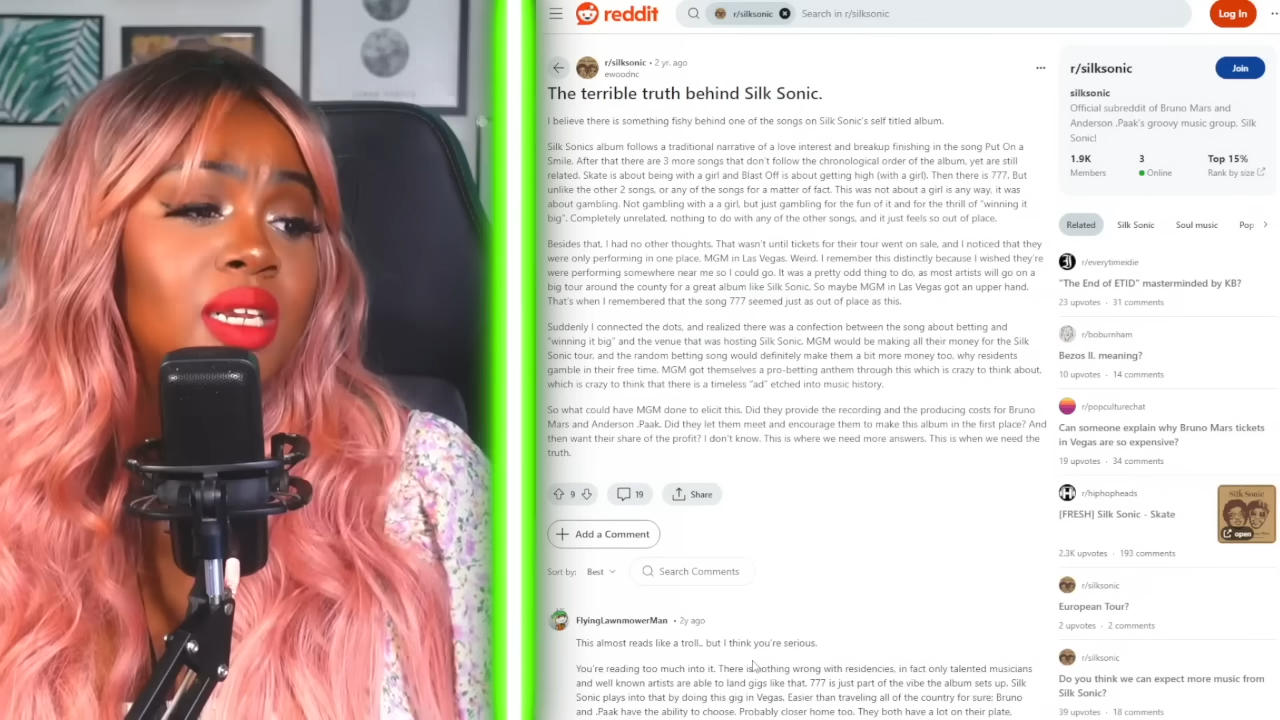 reddit
r/silksonic
Search in r/silksonic
Log In
r/silksonic • 2 yr. ago
ewoodnc
The terrible truth behind Silk Sonic.
I believe there is something fishy behind one of the songs on Silk Sonic's self titled album.
Silk Sonics album follows a traditional narrative of a love interest and breakup finishing in the song Put On a
Smile. After that there are 3 more songs that don't follow the chronological order of the album, yet are still
related. Skate is about being with a girl and Blast Off is about getting high (with a girl). Then there is 777. But
unlike the other 2 songs, or any of the songs for a matter of fact. This was not about a girl is any way, it was
about gambling. Not gambling with a a girl, but just gambling for the fun of it and for the thrill of "winning it
big". Completely unrelated, nothing to do with any of the other songs, and it just feels so out of place.
Besides that, I had no other thoughts. That wasn't until tickets for their tour went on sale, and I noticed that they
were only performing in one place. MGM in Las Vegas. Weird. I remember this distinctly because I wished they're
were performing somewhere near me so I could go. It was a pretty odd thing to do, as most artists will go on a
big tour around the county for a great album like Silk Sonic. So maybe MGM in Las Vegas got an upper hand.
That's when I remembered that the song 777 seemed just as out of place as this.
Suddenly I connected the dots, and realized there was a confection between the song about betting and
"winning it big" and the venue that was hosting Silk Sonic. MGM would be making all their money for the Silk
Sonic tour, and the random betting song would definitely make them a bit more money too, why residents
gamble in their free time. MGM got themselves a pro-betting anthem through this which is crazy to think about,
which is crazy to think that there is a timeless "ad" etched into music history.
So what could have MGM done to elicit this. Did they provide the recording and the producing costs for Bruno
Mars and Anderson .Paak. Did they let them meet and encourage them to make this album in the first place? And
then want their share of the profit? I don't know. This is where we need more answers. This is when we need the
truth.
9
19
Share
Add a Comment
Sort by: Best
Search Comments
FlyingLawnmowerMan • 2y ago
This almost reads like a troll.. but I think you're serious.
You're reading too much into it. There is nothing wrong with residencies, in fact only talented musicians
and well known artists are able to land gigs like that. 777 is just part of the vibe the album sets up. Silk
Sonic plays into that by doing this gig in Vegas. Easier than traveling all of the country for sure; Bruno
and .Paak have the ability to choose. Probably closer home too. They both have a lot on their plate,
r/silksonic
Join
silksonic
Official subreddit of Bruno Mars and
Anderson .Paak's groovy music group, Silk
Sonic!
1.9K 3 Top 15%
Members Online Rank by size
Related Silk Sonic Soul music Pop
r/everytimeidie
"The End of ETID" masterminded by KB?
23 upvotes · 31 comments
r/boburnham
Bezos II. meaning?
10 upvotes · 14 comments
r/popculturechat
Can someone explain why Bruno Mars tickets
in Vegas are so expensive?
19 upvotes · 34 comments
r/hiphopheads
[FRESH] Silk Sonic - Skate
Silk Sonic
open
2.3K upvotes · 193 comments
r/silksonic
European Tour?
2 upvotes · 2 comments
r/silksonic
Do you think we can expect more music from
Silk Sonic?
39 upvotes · 18 comments